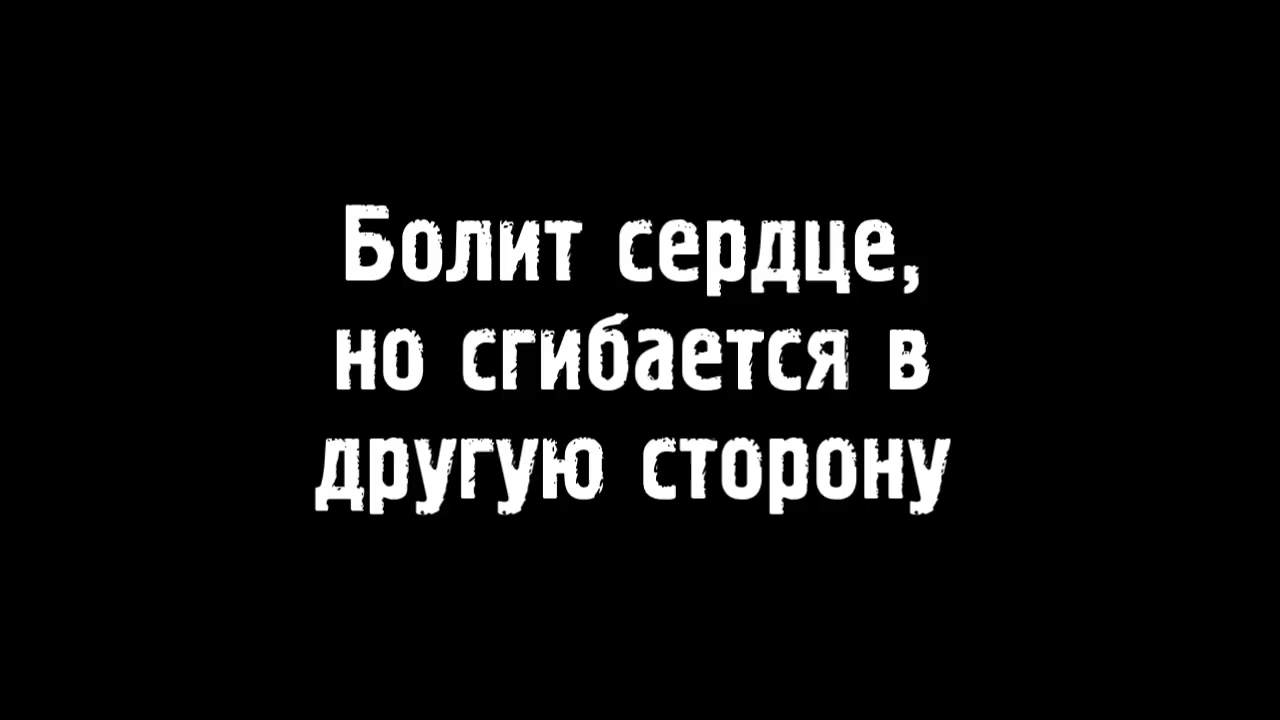 Болит сердце,
но сгибается в
другую сторону